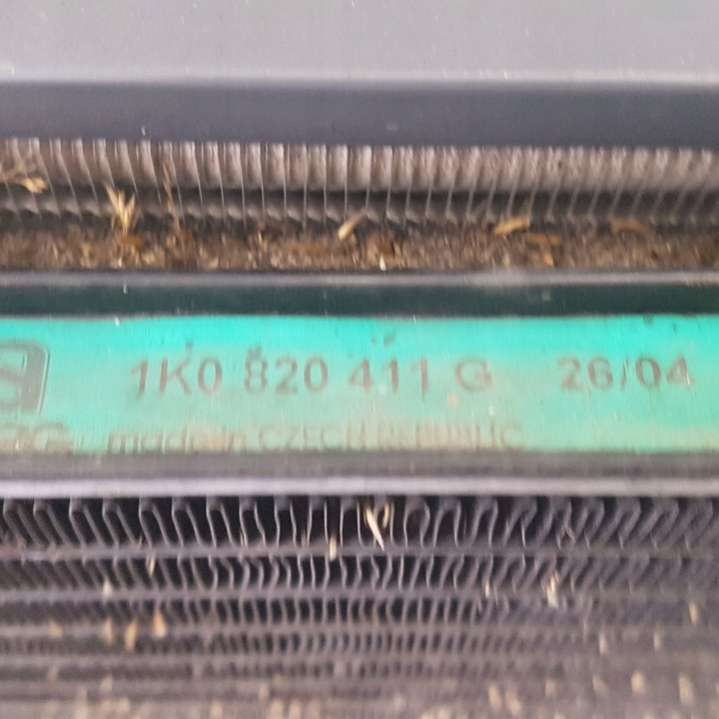 1K0 820 411 G 26/04
made in CZECH REPUBLIC